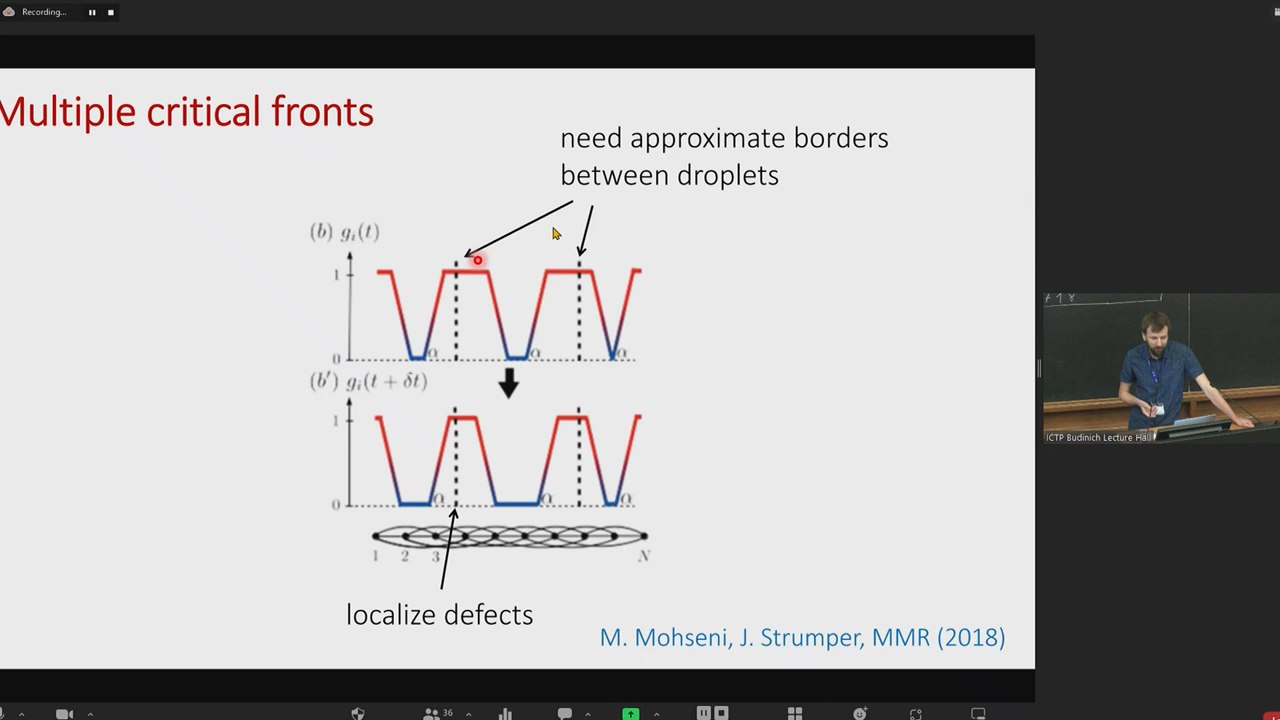 Recording...
Multiple critical fronts
need approximate borders
between droplets
(b) gᵢ(t)
1
0
α
α
α
(b′) gᵢ(t + δt)
1
0
α
α
α
1 2 3 N
localize defects
M. Mohseni, J. Strumper, MMR (2018)
ICTP Budinich Lecture Hall
36